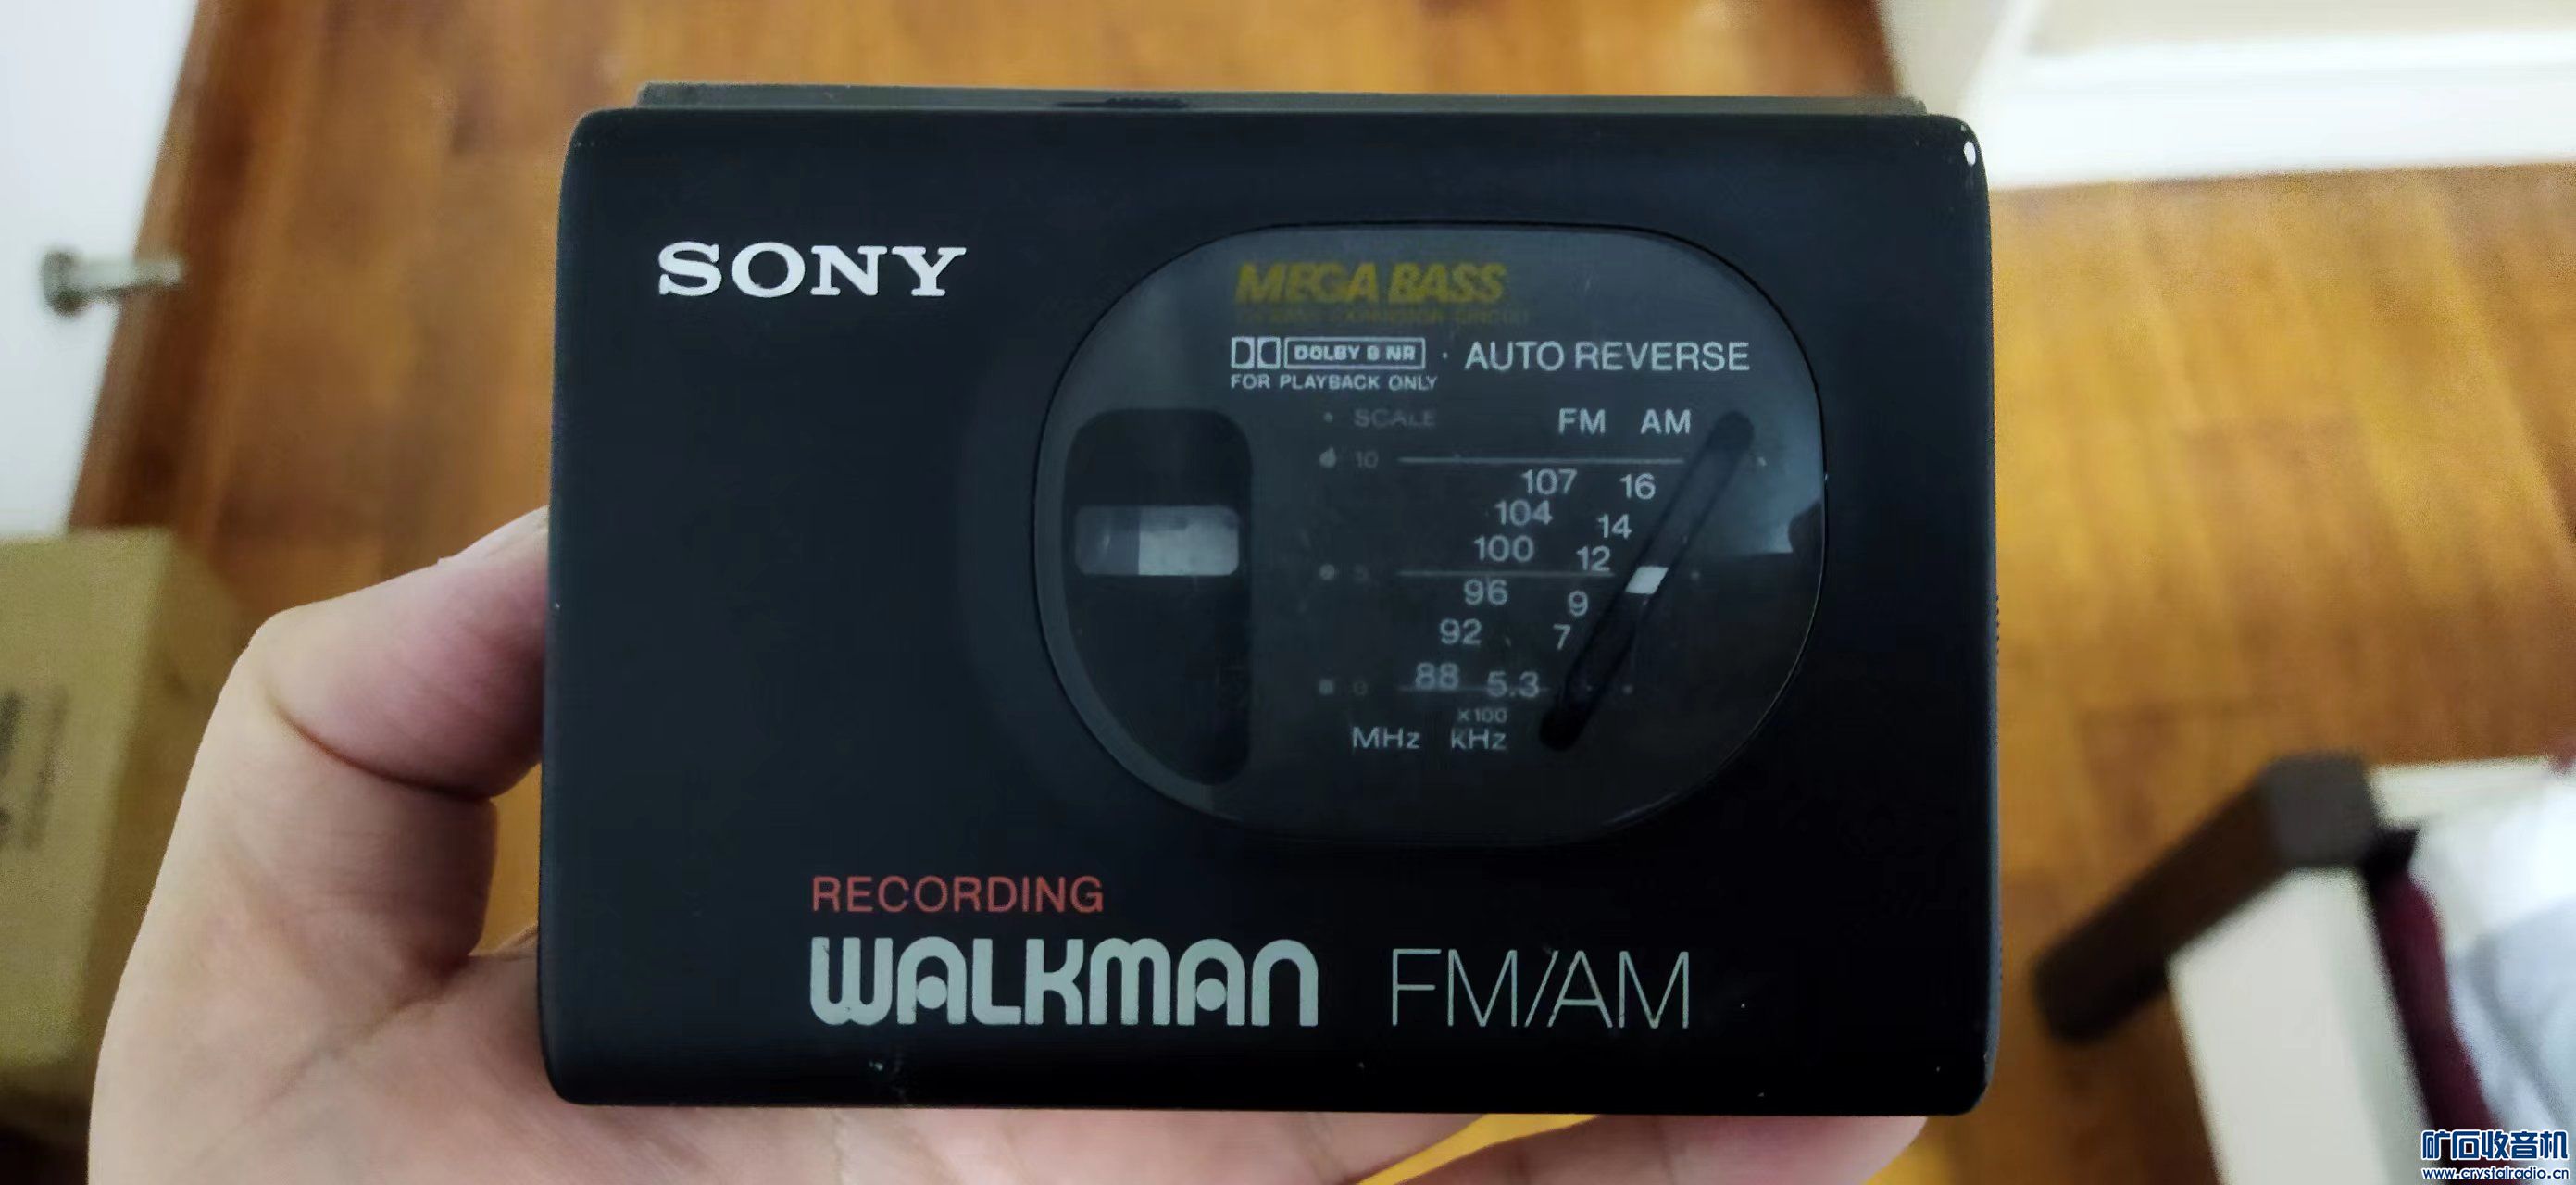 SONY
MEGA BASS
DOLBY B NR · AUTO REVERSE
FOR PLAYBACK ONLY
• SCALE FM AM
10
107 16
104 14
100 12
5
96 9
92 7
88 5.3
0
×100
MHz kHz
RECORDING
WALKMAN FM/AM
矿石收音机
www.crystalradio.cn